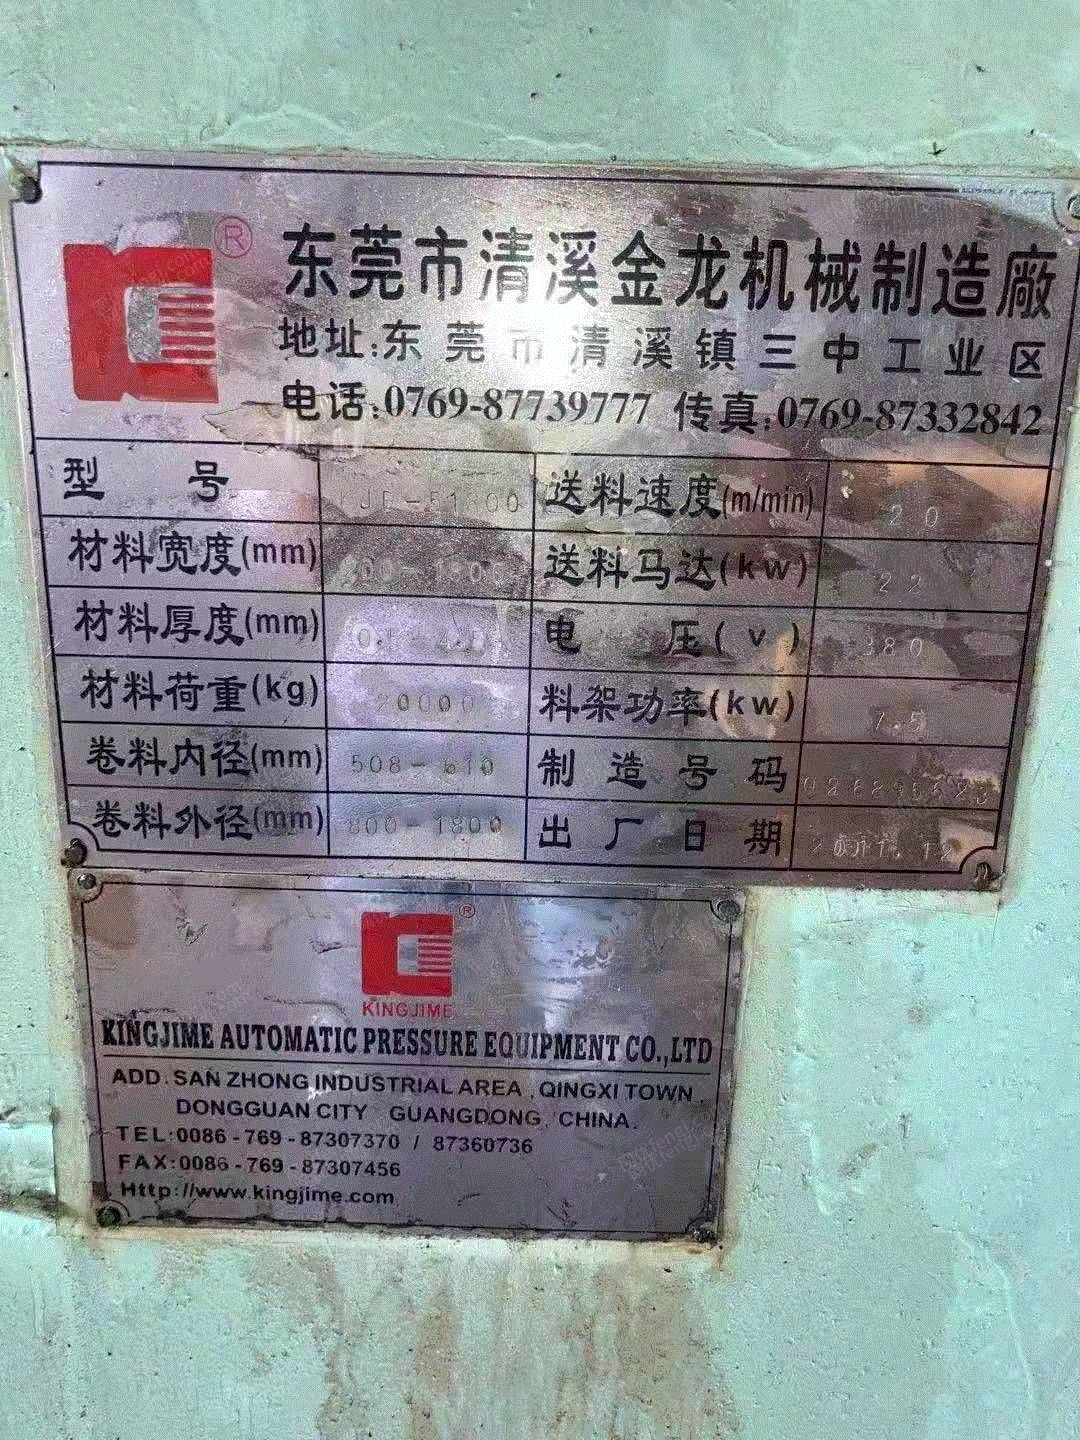 ®
东莞市清溪金龙机械制造廠
地址:东莞市清溪镇三中工业区
电话:0769-87739777 传真:0769-87332842
型号 送料速度(m/min) 20
材料宽度(mm) 送料马达(kw) 22
材料厚度(mm) 电压(v) 380
材料荷重(kg) 20000 料架功率(kw) 7.5
卷料内径(mm) 508-610 制造号码
卷料外径(mm) 800-1800 出厂日期
®
KINGJIME
KINGJIME AUTOMATIC PRESSURE EQUIPMENT CO.,LTD
ADD.SAN ZHONG INDUSTRIAL AREA,QINGXI TOWN,
DONGGUAN CITY GUANGDONG, CHINA.
TEL:0086-769-87307370 / 87360736
FAX:0086-769-87307456
Http://www.kingjime.com